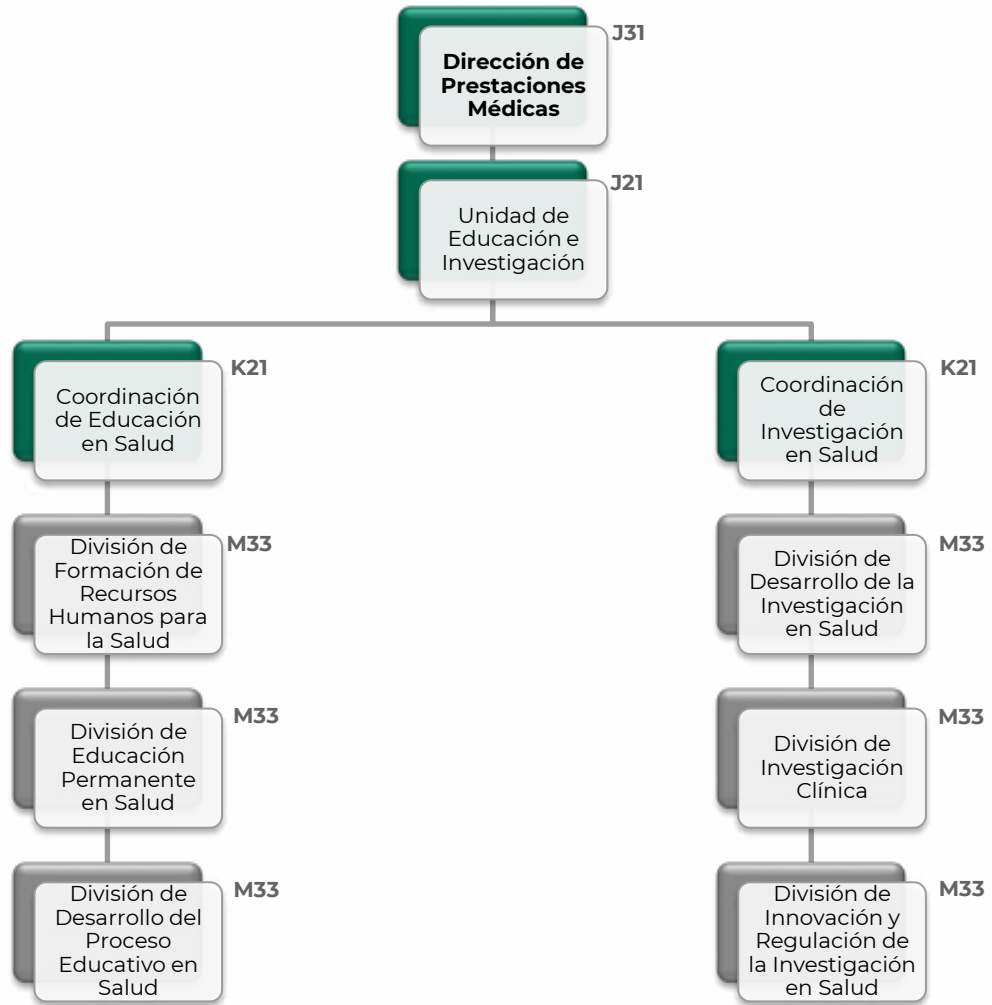 J31
Dirección de
Prestaciones
Médicas
J21
Unidad de
Educación e
Investigación
K21
Coordinación
de Educación
en Salud
K21
Coordinación
de
Investigación
en Salud
M33
División de
Formación de
Recursos
Humanos para
la Salud
M33
División de
Desarrollo de la
Investigación
en Salud
M33
División de
Educación
Permanente
en Salud
M33
División de
Investigación
Clínica
M33
División de
Desarrollo del
Proceso
Educativo en
Salud
M33
División de
Innovación y
Regulación de
la Investigación
en Salud